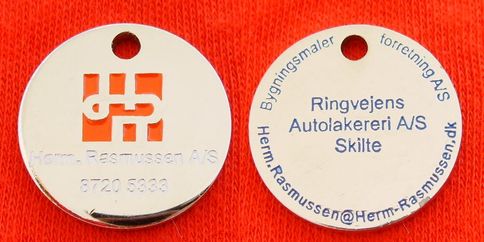 Herm. Rasmussen A/S
8720 5333
Bygningsmaler forretning A/S
Ringvejens
Autolakereri A/S
Skilte
Herm.Rasmussen@Herm-Rasmussen.dk